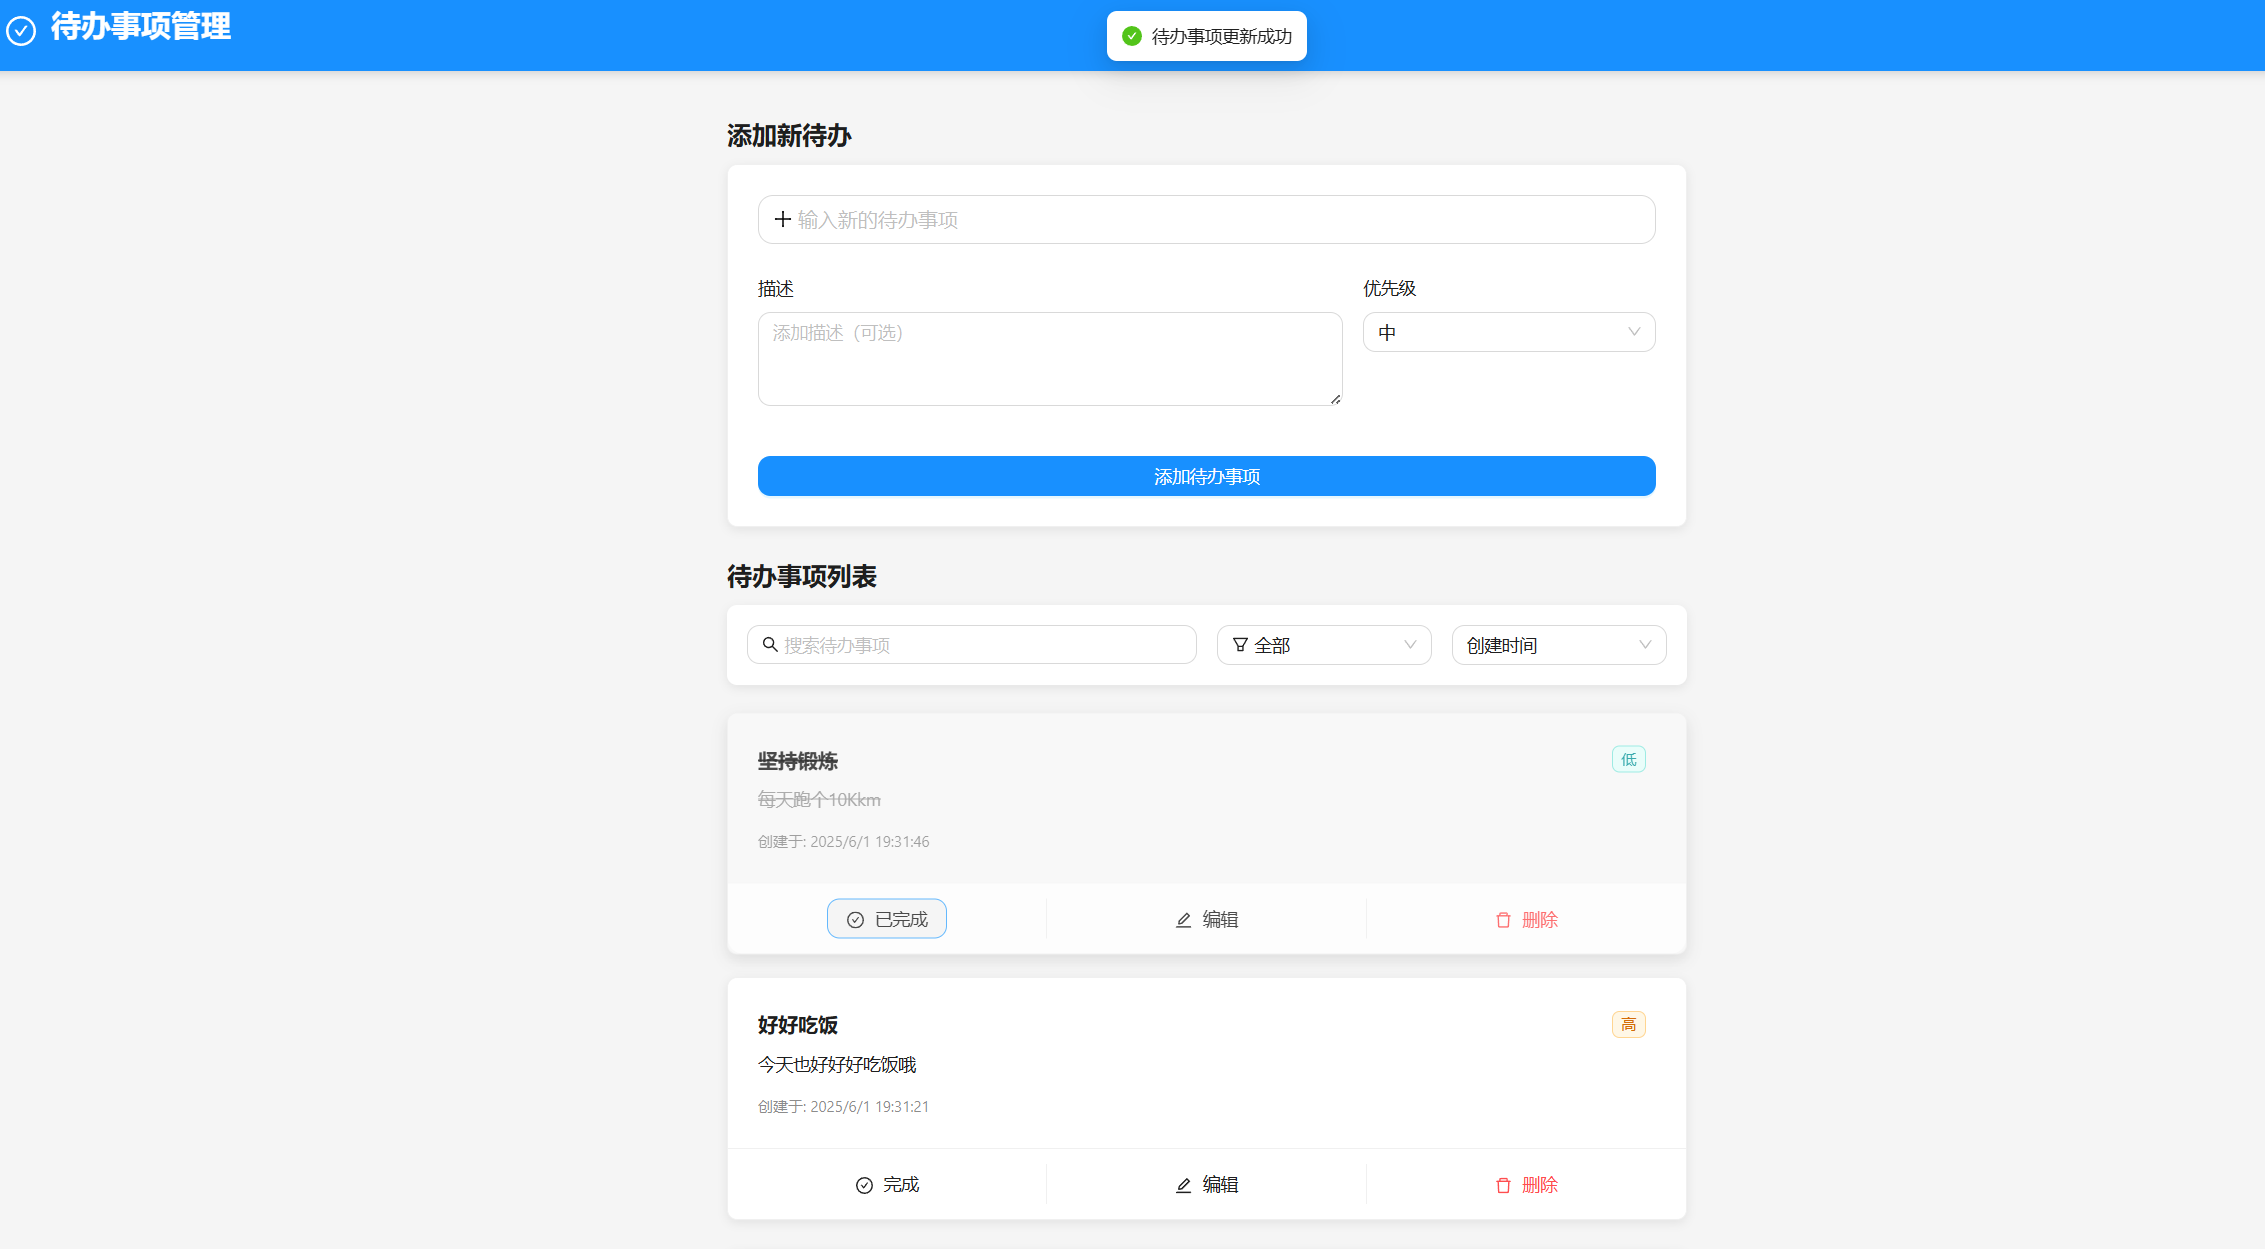 待办事项管理
待办事项更新成功
添加新待办
输入新的待办事项
描述
优先级
添加描述（可选）
中
添加待办事项
待办事项列表
搜索待办事项
全部
创建时间
坚持锻炼
低
每天跑个10Kkm
创建于: 2025/6/1 19:31:46
已完成
编辑
删除
好好吃饭
高
今天也好好好吃饭哦
创建于: 2025/6/1 19:31:21
完成
编辑
删除